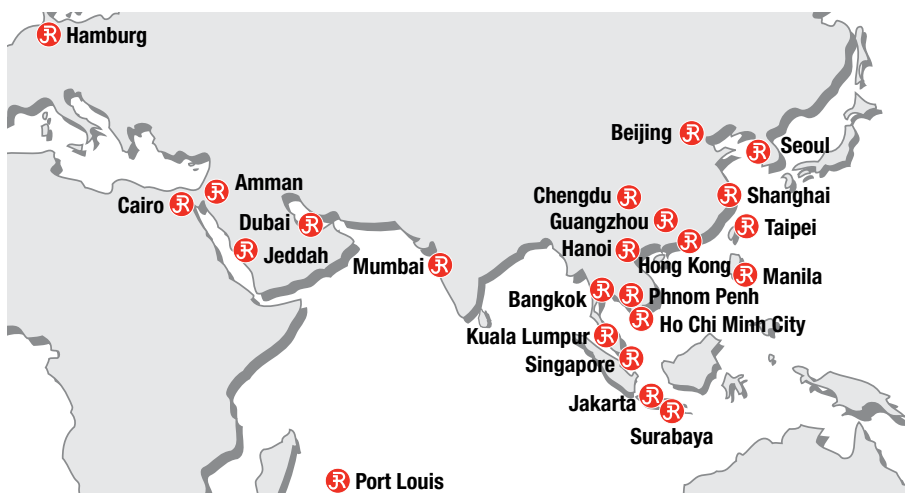 Hamburg
Beijing
Seoul
Amman
Chengdu
Shanghai
Cairo
Dubai
Guangzhou
Taipei
Jeddah
Hanoi
Mumbai
Hong Kong
Manila
Bangkok
Phnom Penh
Ho Chi Minh City
Kuala Lumpur
Singapore
Jakarta
Surabaya
Port Louis